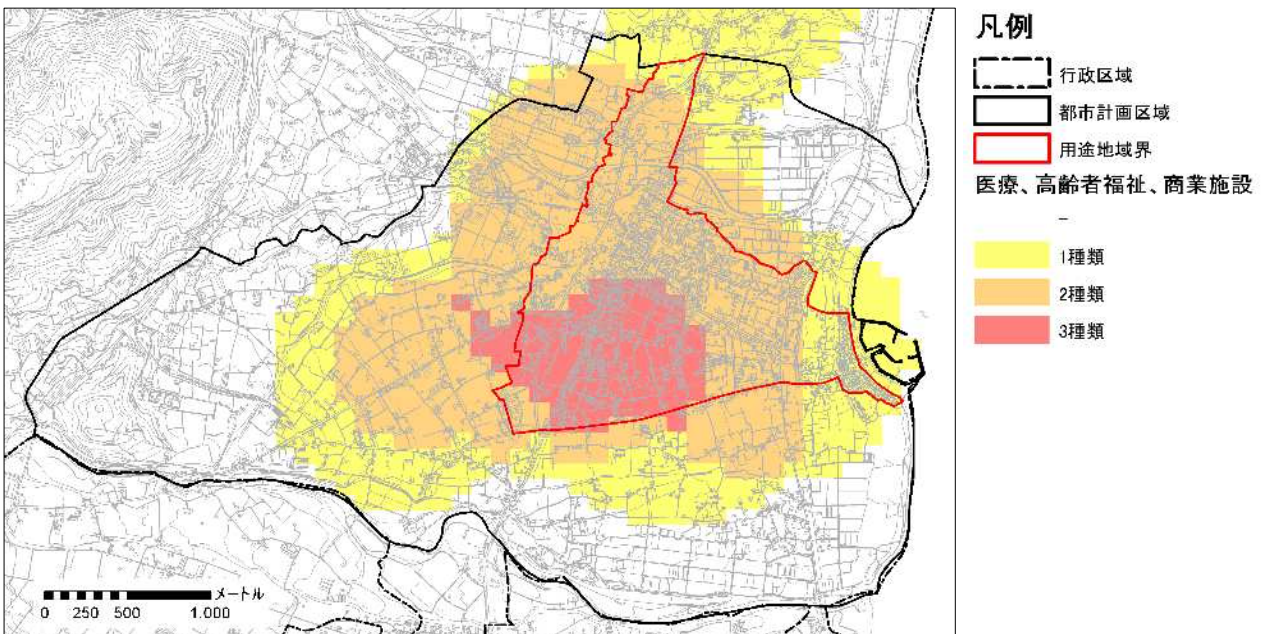 凡例
行政区域
都市計画区域
用途地域界
医療、高齢者福祉、商業施設
-
1種類
2種類
3種類
メートル
0 250 500 1.000